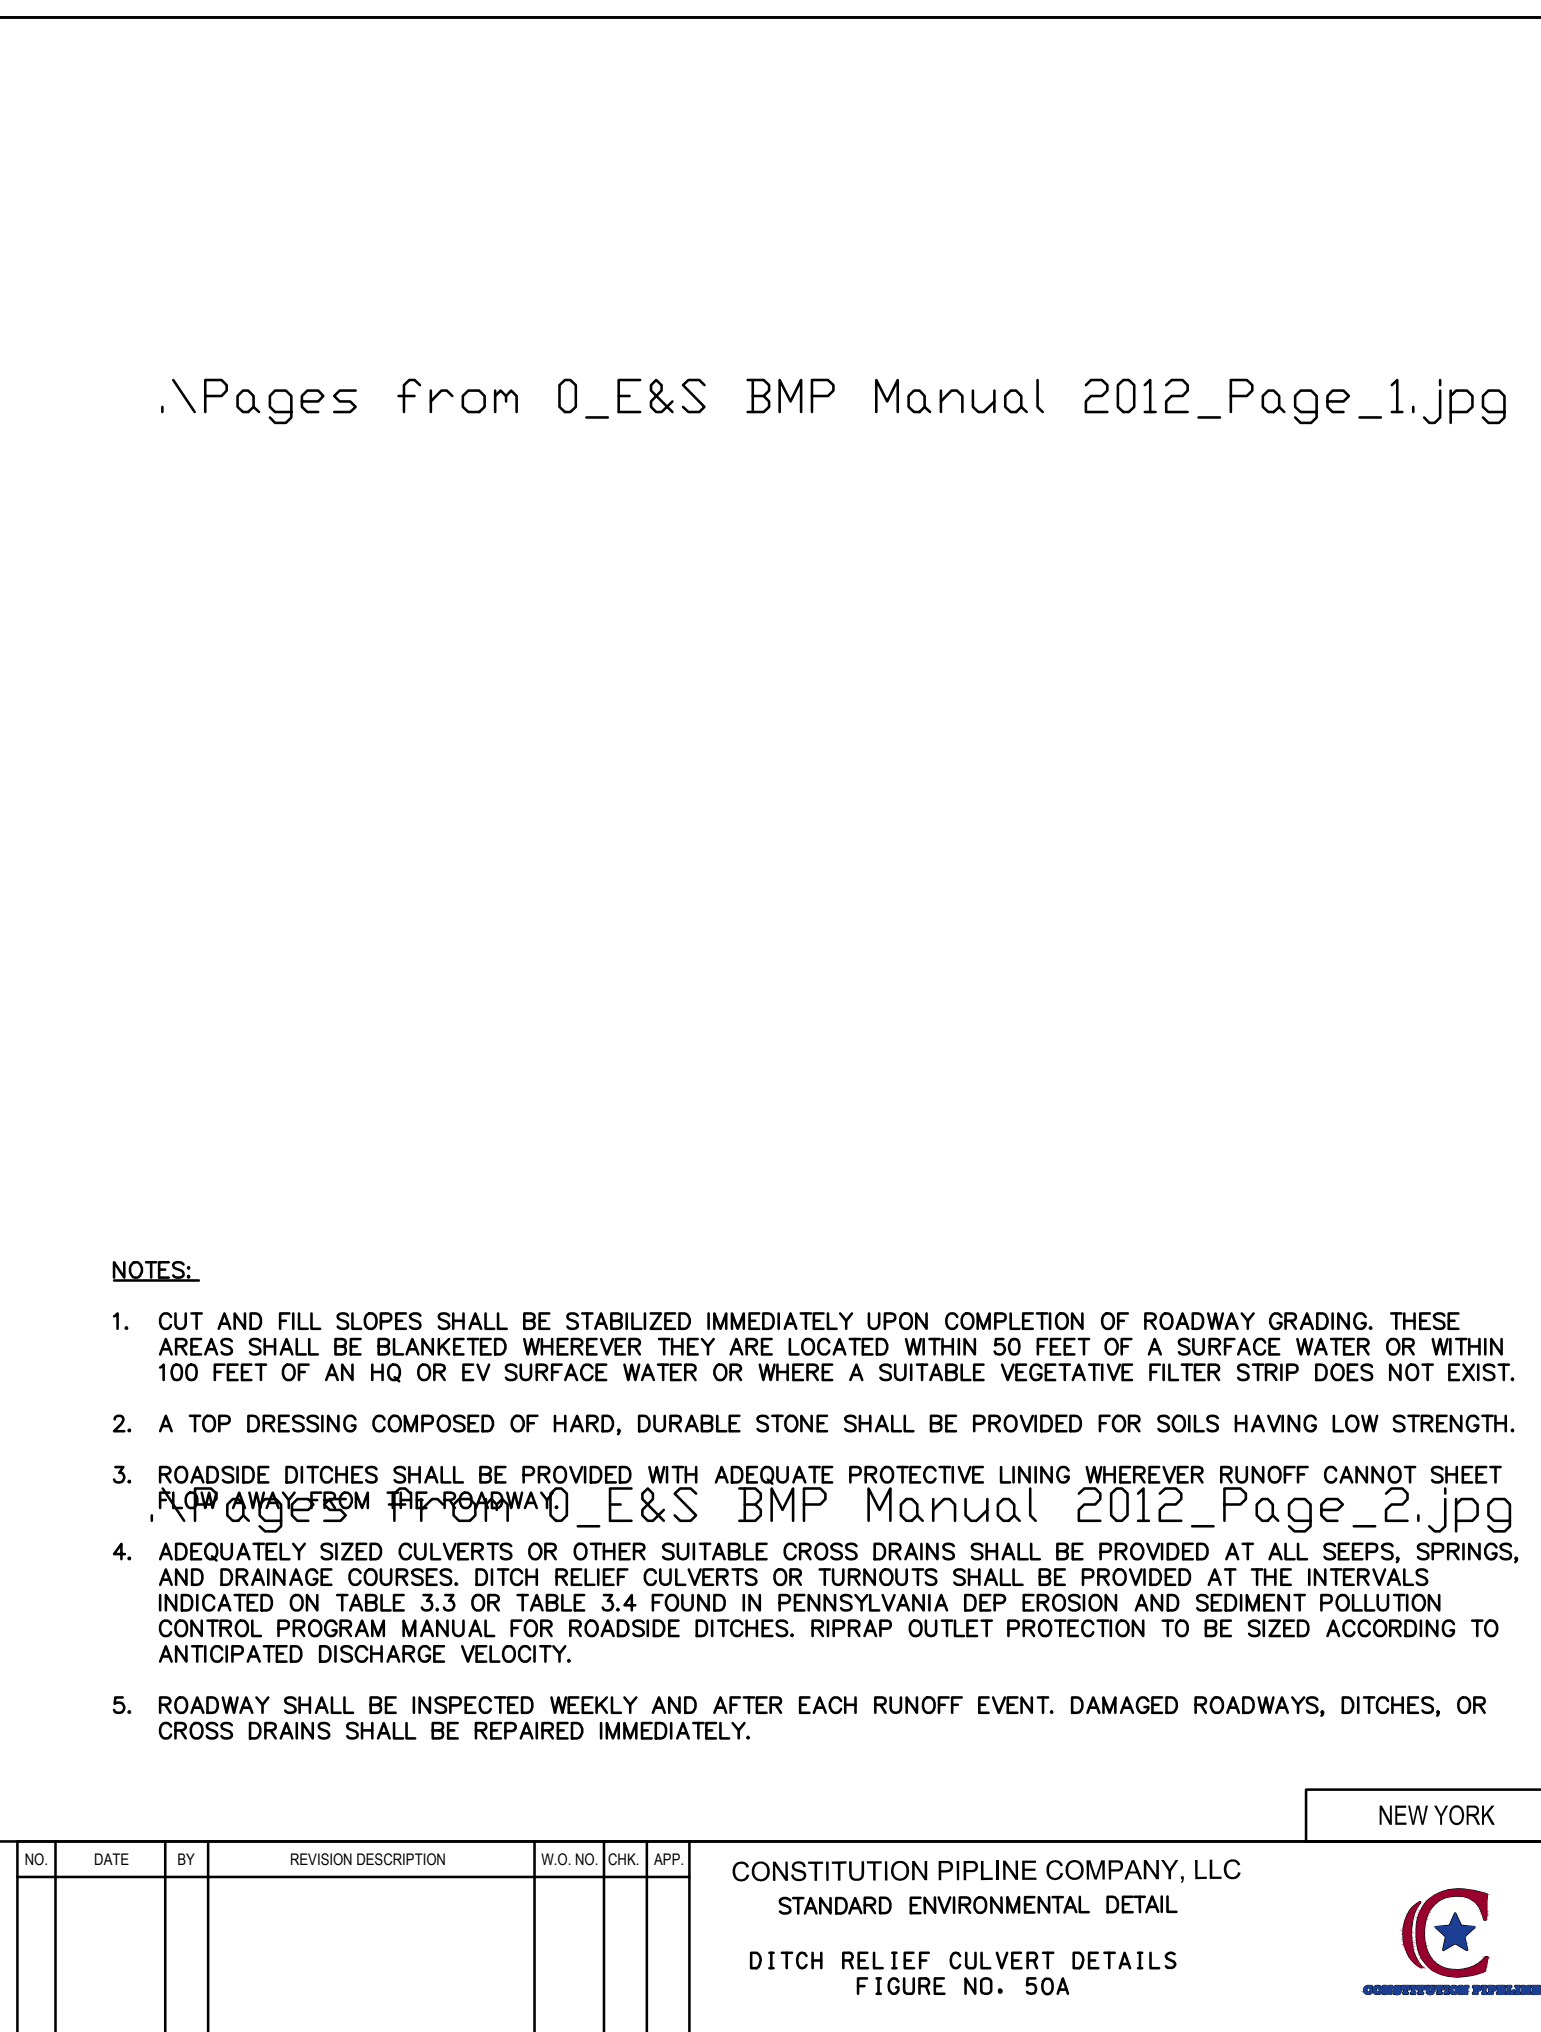 .\Pages from 0_E&S BMP Manual 2012_Page_1.jpg
NOTES:
1. CUT AND FILL SLOPES SHALL BE STABILIZED IMMEDIATELY UPON COMPLETION OF ROADWAY GRADING. THESE
AREAS SHALL BE BLANKETED WHEREVER THEY ARE LOCATED WITHIN 50 FEET OF A SURFACE WATER OR WITHIN
100 FEET OF AN HQ OR EV SURFACE WATER OR WHERE A SUITABLE VEGETATIVE FILTER STRIP DOES NOT EXIST.
2. A TOP DRESSING COMPOSED OF HARD, DURABLE STONE SHALL BE PROVIDED FOR SOILS HAVING LOW STRENGTH.
3. ROADSIDE DITCHES SHALL BE PROVIDED WITH ADEQUATE PROTECTIVE LINING WHEREVER RUNOFF CANNOT SHEET
FLOW AWAY FROM THE ROADWAY.
.\Pages from 0_E&S BMP Manual 2012_Page_2.jpg
4. ADEQUATELY SIZED CULVERTS OR OTHER SUITABLE CROSS DRAINS SHALL BE PROVIDED AT ALL SEEPS, SPRINGS,
AND DRAINAGE COURSES. DITCH RELIEF CULVERTS OR TURNOUTS SHALL BE PROVIDED AT THE INTERVALS
INDICATED ON TABLE 3.3 OR TABLE 3.4 FOUND IN PENNSYLVANIA DEP EROSION AND SEDIMENT POLLUTION
CONTROL PROGRAM MANUAL FOR ROADSIDE DITCHES. RIPRAP OUTLET PROTECTION TO BE SIZED ACCORDING TO
ANTICIPATED DISCHARGE VELOCITY.
5. ROADWAY SHALL BE INSPECTED WEEKLY AND AFTER EACH RUNOFF EVENT. DAMAGED ROADWAYS, DITCHES, OR
CROSS DRAINS SHALL BE REPAIRED IMMEDIATELY.
NEW YORK
NO. DATE BY REVISION DESCRIPTION W.O. NO. CHK. APP.
CONSTITUTION PIPLINE COMPANY, LLC
STANDARD ENVIRONMENTAL DETAIL
DITCH RELIEF CULVERT DETAILS
FIGURE NO. 50A
CONSTITUTION PIPELINE